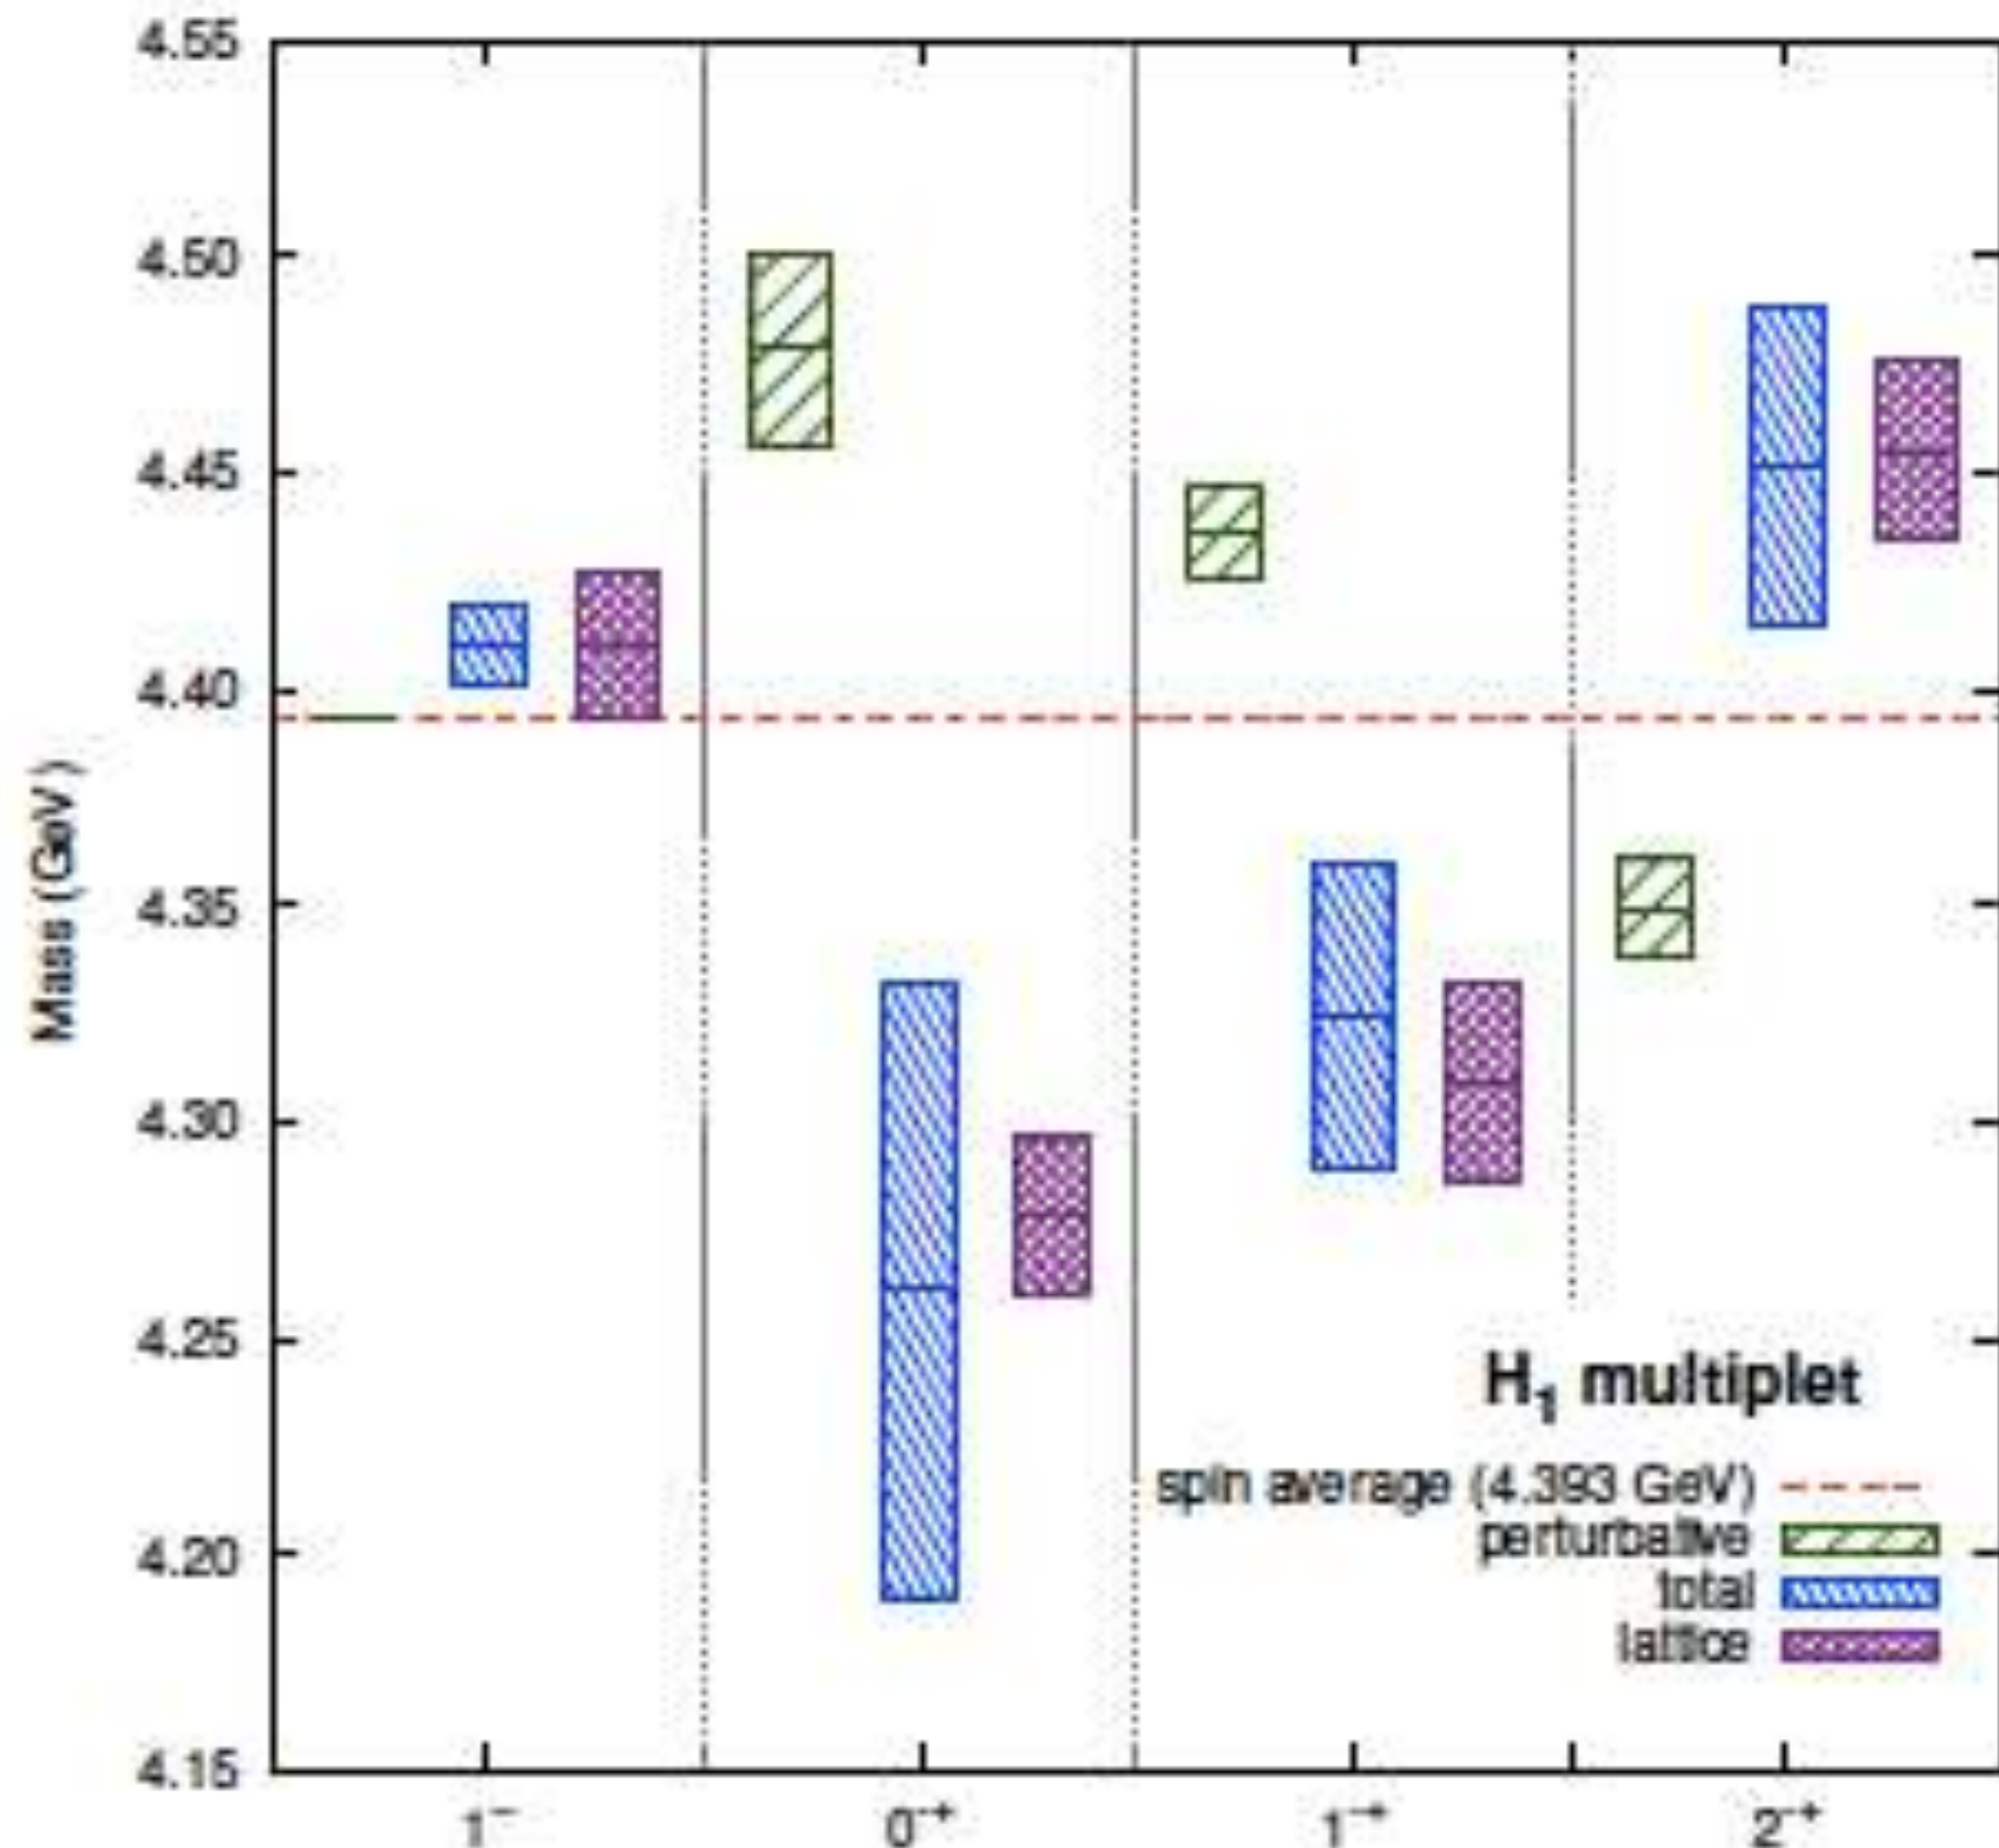 4.55
4.50
4.45
4.40
4.35
4.30
4.25
4.20
4.15
Mass (GeV)
H₁ multiplet
spin average (4.393 GeV)
perturbative
total
lattice
1⁻⁻ 0⁻⁺ 1⁻⁺ 2⁻⁺